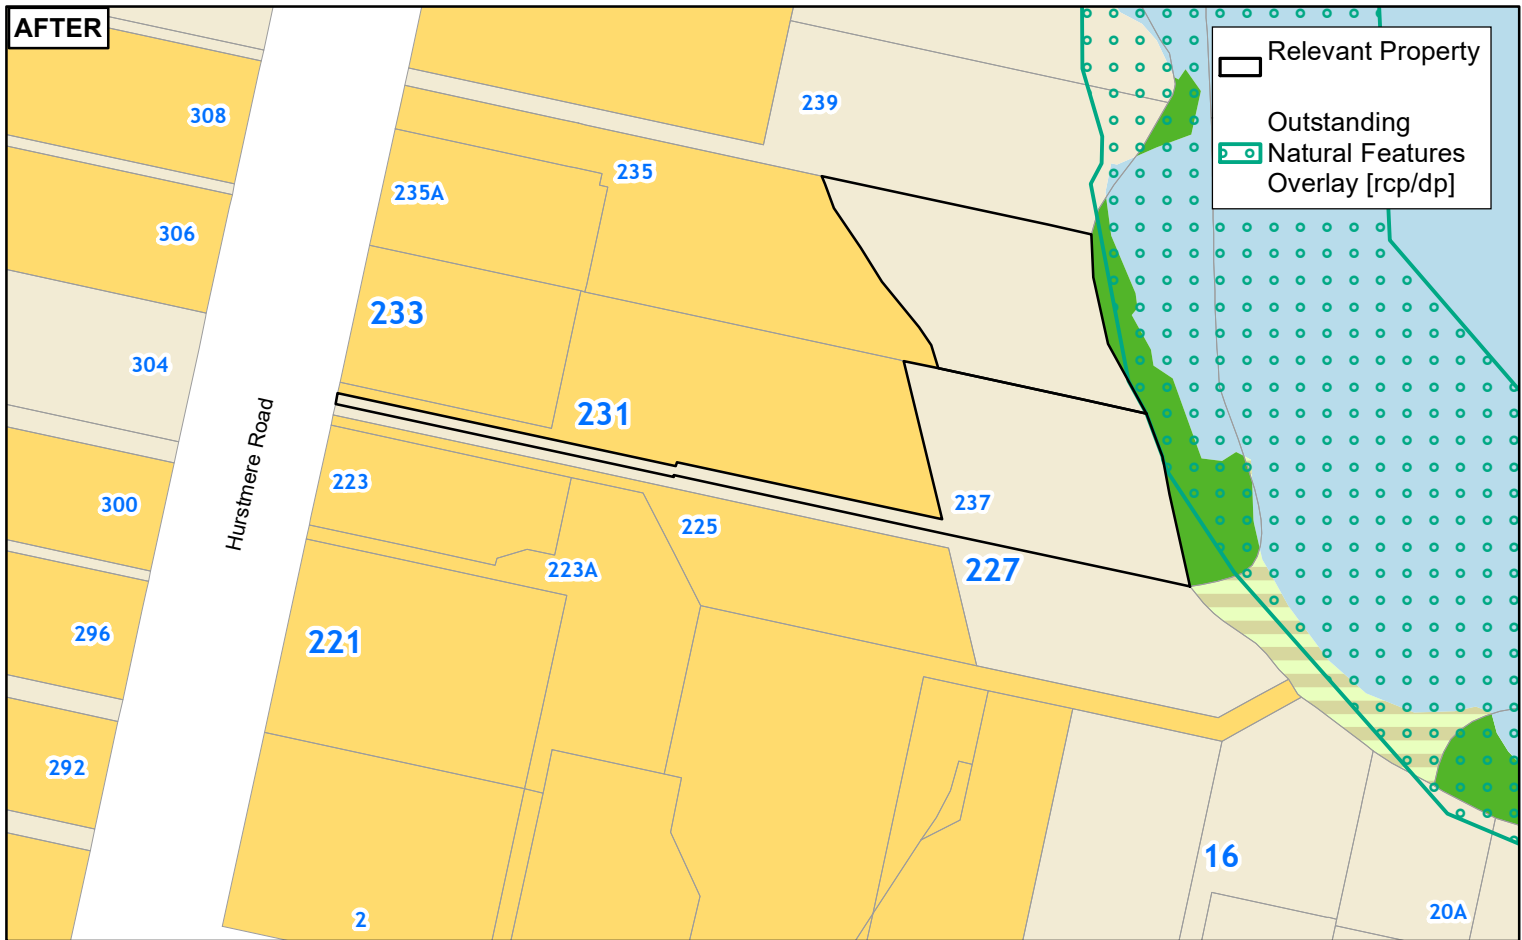 AFTER
Relevant Property
Outstanding
Natural Features
Overlay [rcp/dp]
239
308
235
235A
306
233
304
231
Hurstmere Road
223
300
237
225
223A
227
296
221
292
16
20A
2